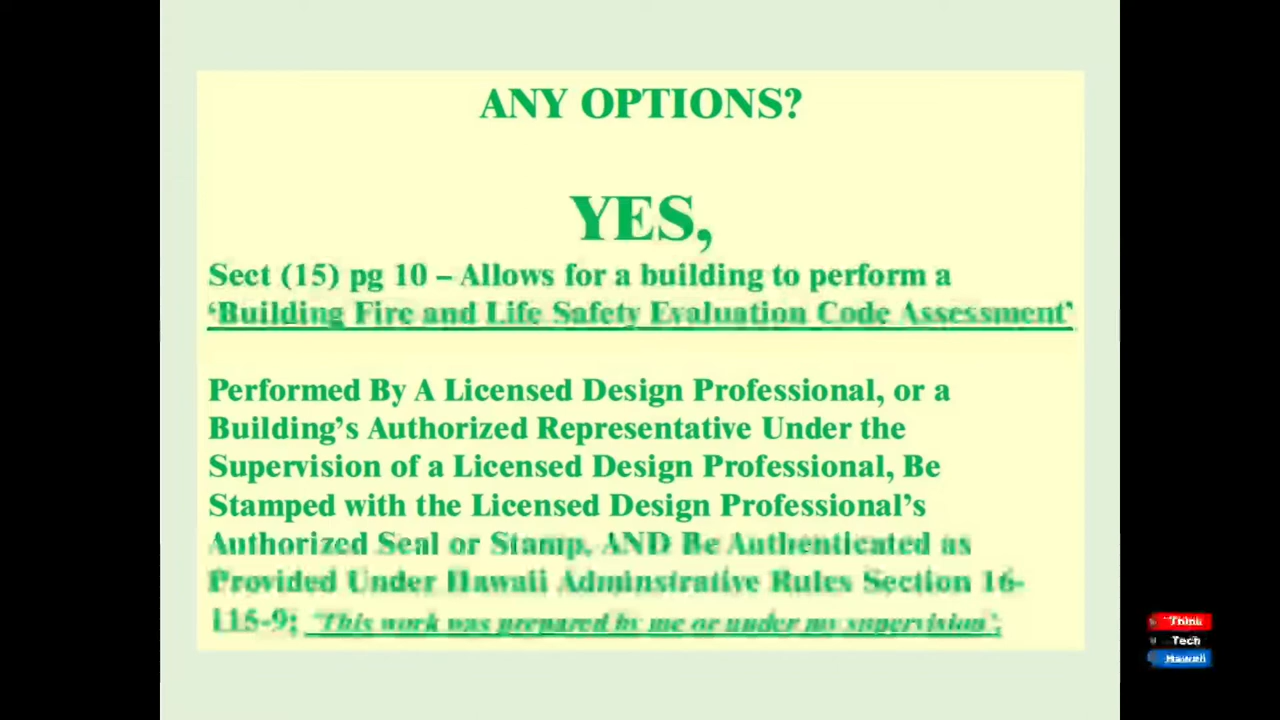 ANY OPTIONS?
YES,
Sect (15) pg 10 – Allows for a building to perform a
‘Building Fire and Life Safety Evaluation Code Assessment’
Performed By A Licensed Design Professional, or a
Building’s Authorized Representative Under the
Supervision of a Licensed Design Professional, Be
Stamped with the Licensed Design Professional’s
Authorized Seal or Stamp, AND Be Authenticated as
Provided Under Hawaii Adminstrative Rules Section 16-
115-9; "This work was prepared by me or under my supervision";
Think
Tech
Hawaii